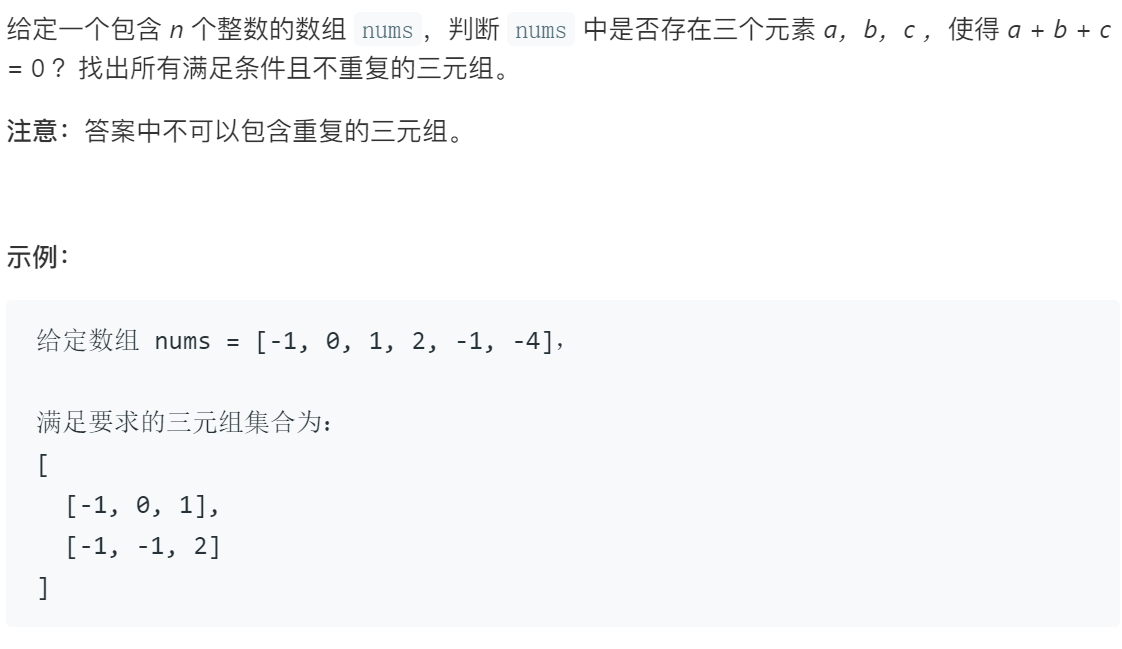 给定一个包含 n 个整数的数组 nums，判断 nums 中是否存在三个元素 a，b，c ，使得 a + b + c
= 0 ？找出所有满足条件且不重复的三元组。
注意：答案中不可以包含重复的三元组。
示例：
给定数组 nums = [-1, 0, 1, 2, -1, -4]，
满足要求的三元组集合为：
[
[-1, 0, 1],
[-1, -1, 2]
]